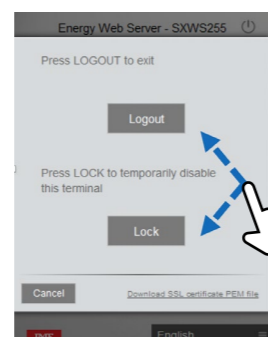 Energy Web Server - SXWS255
Press LOGOUT to exit
Logout
Press LOCK to temporarily disable
this terminal
Lock
Cancel
Download SSL certificate PEM file
IME
English